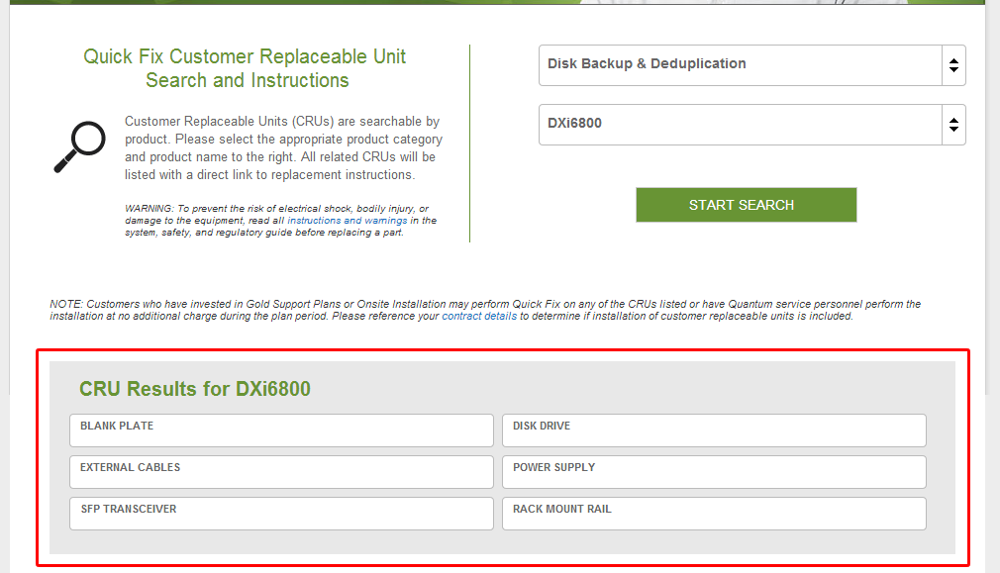 Quick Fix Customer Replaceable Unit
Search and Instructions
Customer Replaceable Units (CRUs) are searchable by
product. Please select the appropriate product category
and product name to the right. All related CRUs will be
listed with a direct link to replacement instructions.
WARNING: To prevent the risk of electrical shock, bodily injury, or
damage to the equipment, read all instructions and warnings in the
system, safety, and regulatory guide before replacing a part.
Disk Backup & Deduplication
DXi6800
START SEARCH
NOTE: Customers who have invested in Gold Support Plans or Onsite Installation may perform Quick Fix on any of the CRUs listed or have Quantum service personnel perform the
installation at no additional charge during the plan period. Please reference your contract details to determine if installation of customer replaceable units is included.
CRU Results for DXi6800
BLANK PLATE
DISK DRIVE
EXTERNAL CABLES
POWER SUPPLY
SFP TRANSCEIVER
RACK MOUNT RAIL